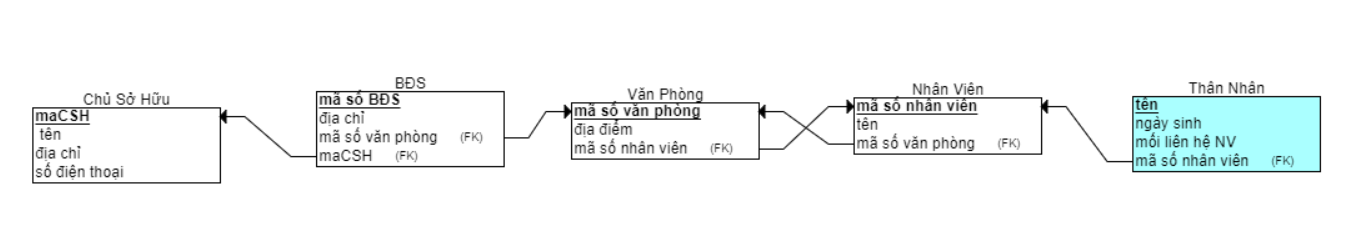 Chủ Sở Hữu
maCSH
tên
địa chỉ
số điện thoại
BĐS
mã số BĐS
địa chỉ
mã số văn phòng (FK)
maCSH (FK)
Văn Phòng
mã số văn phòng
địa điểm
mã số nhân viên (FK)
Nhân Viên
mã số nhân viên
tên
mã số văn phòng (FK)
Thân Nhân
tên
ngày sinh
mối liên hệ NV
mã số nhân viên (FK)